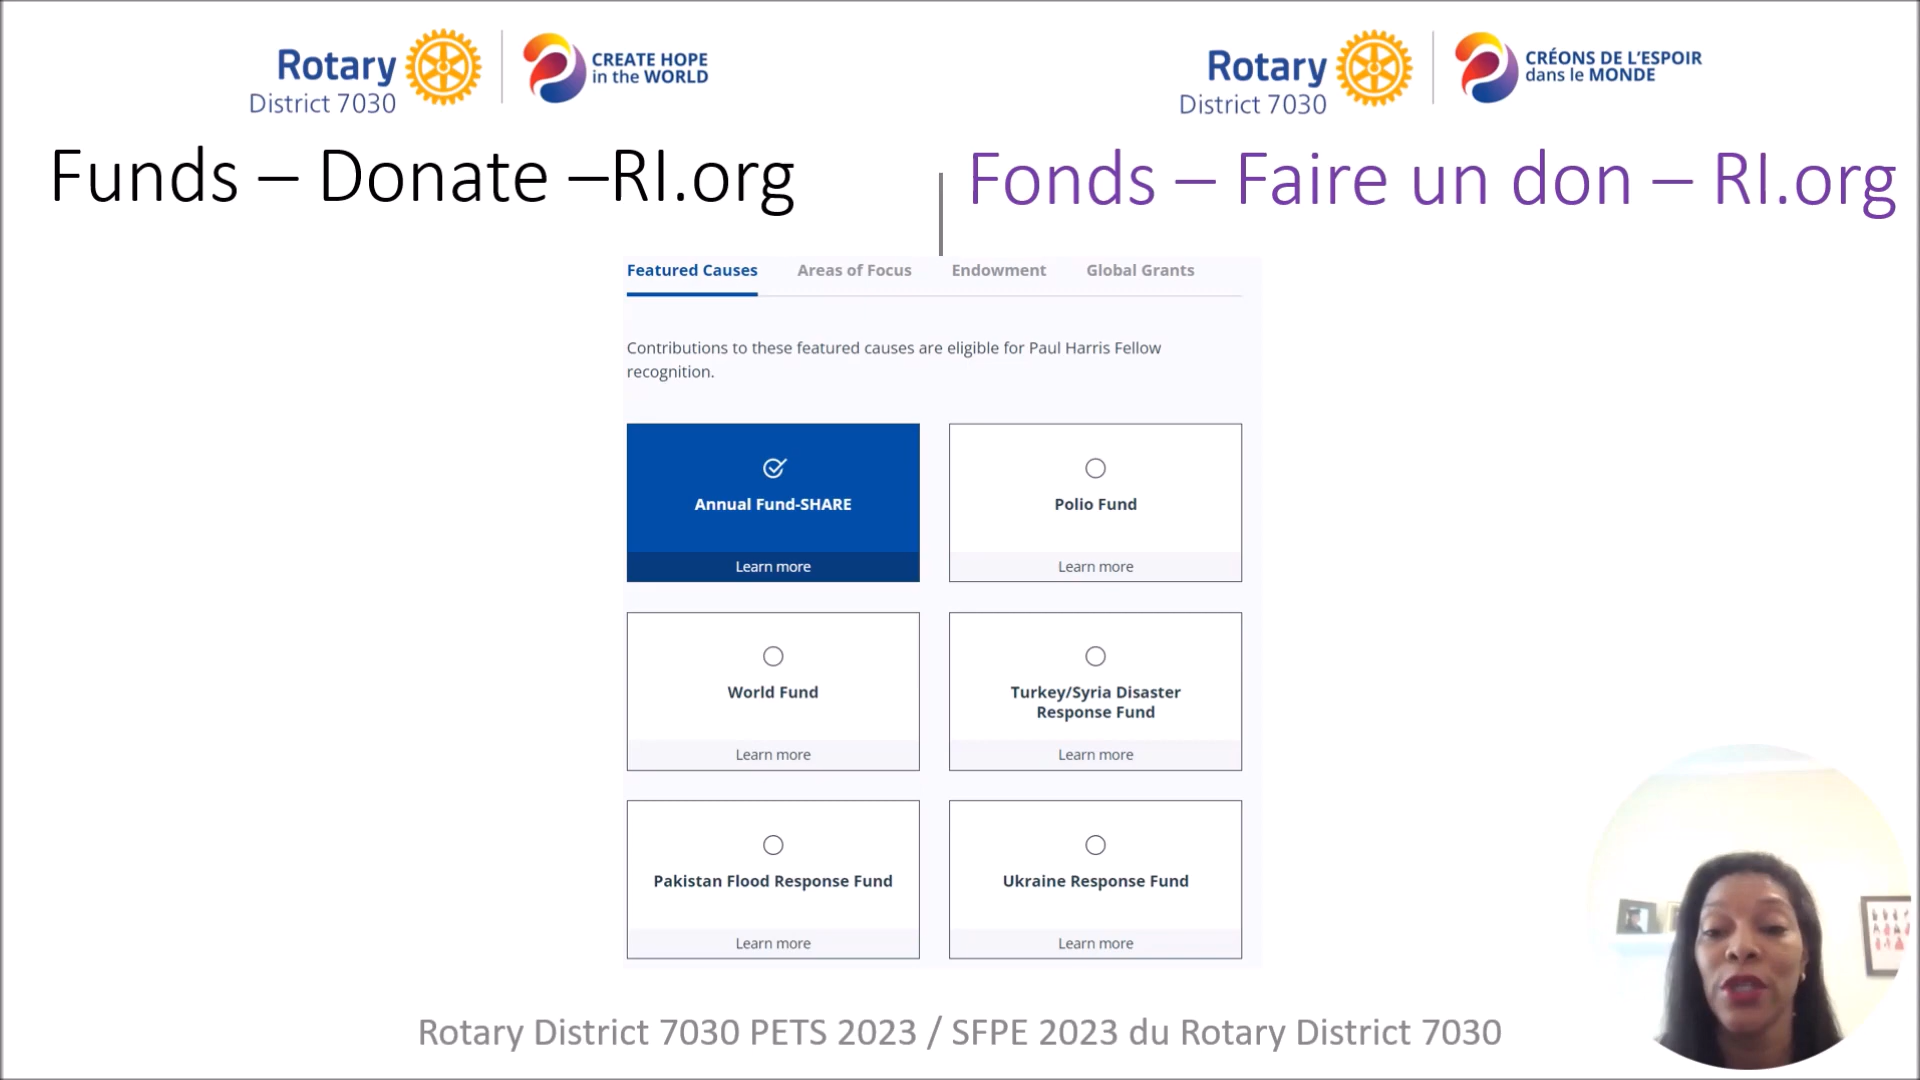 Rotary
District 7030
CREATE HOPE
in the WORLD
Rotary
District 7030
CRÉONS DE L'ESPOIR
dans le MONDE
Funds – Donate –RI.org
Fonds – Faire un don – RI.org
Featured Causes Areas of Focus Endowment Global Grants
Contributions to these featured causes are eligible for Paul Harris Fellow
recognition.
Annual Fund-SHARE
Learn more
Polio Fund
Learn more
World Fund
Learn more
Turkey/Syria Disaster
Response Fund
Learn more
Pakistan Flood Response Fund
Learn more
Ukraine Response Fund
Learn more
Rotary District 7030 PETS 2023 / SFPE 2023 du Rotary District 7030